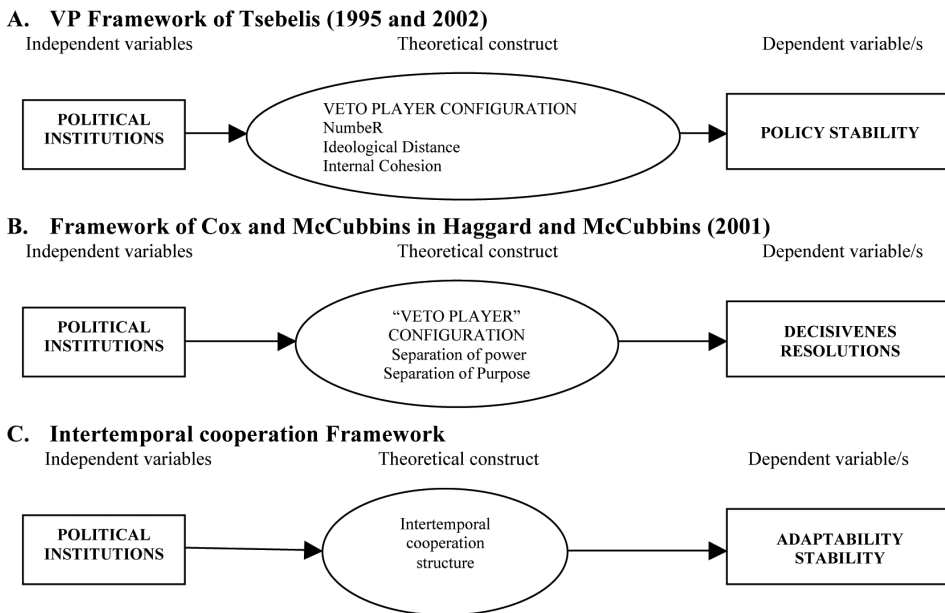 A. VP Framework of Tsebelis (1995 and 2002)
Independent variables Theoretical construct Dependent variable/s
POLITICAL
INSTITUTIONS
VETO PLAYER CONFIGURATION
NumbeR
Ideological Distance
Internal Cohesion
POLICY STABILITY
B. Framework of Cox and McCubbins in Haggard and McCubbins (2001)
Independent variables Theoretical construct Dependent variable/s
POLITICAL
INSTITUTIONS
“VETO PLAYER”
CONFIGURATION
Separation of power
Separation of Purpose
DECISIVENES
RESOLUTIONS
C. Intertemporal cooperation Framework
Independent variables Theoretical construct Dependent variable/s
POLITICAL
INSTITUTIONS
Intertemporal
cooperation
structure
ADAPTABILITY
STABILITY